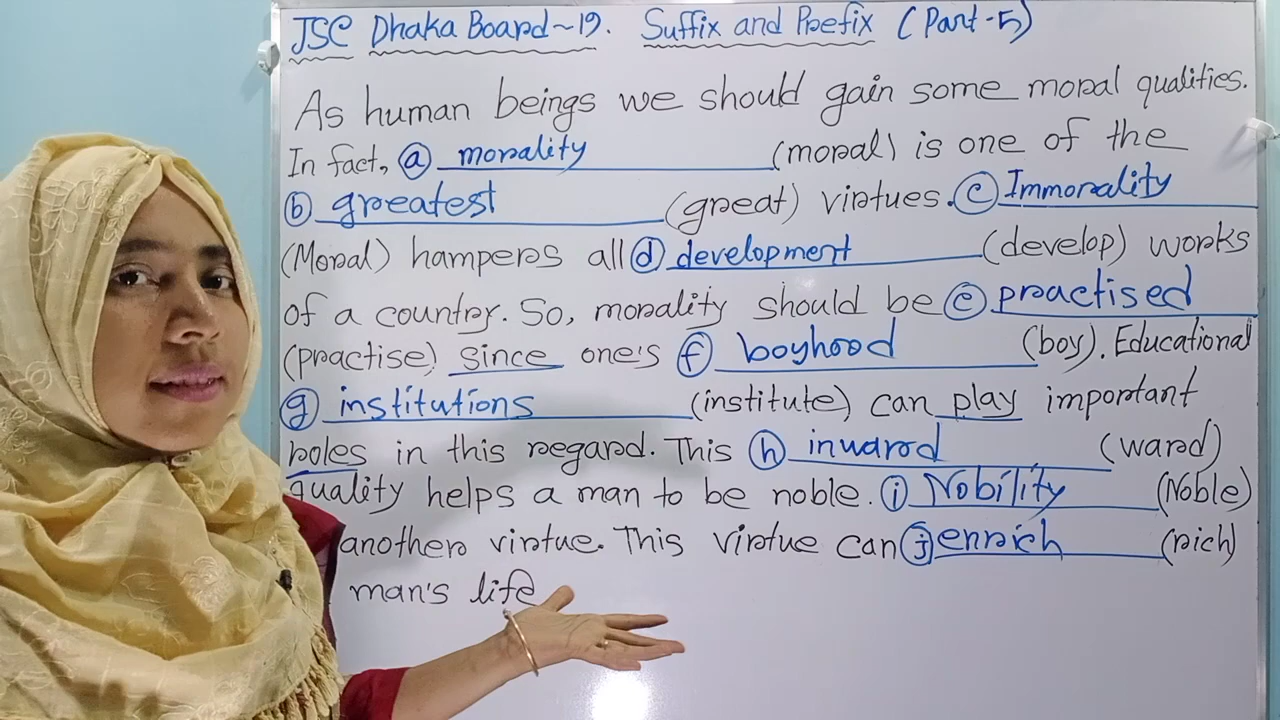 JSC Dhaka Board~19. Suffix and Prefix (Part-5)
As human beings we should gain some moral qualities.
In fact, (a) morality (moral) is one of the
(b) greatest (great) virtues. (c) Immorality
(Moral) hampers all (d) development (develop) works
of a country. So, morality should be (e) practised
(practise) since one's (f) boyhood (boy). Educational
(g) institutions (institute) can play important
roles in this regard. This (h) inward (ward)
quality helps a man to be noble. (i) Nobility (Noble)
another virtue. This virtue can (j) enrich (rich)
man's life